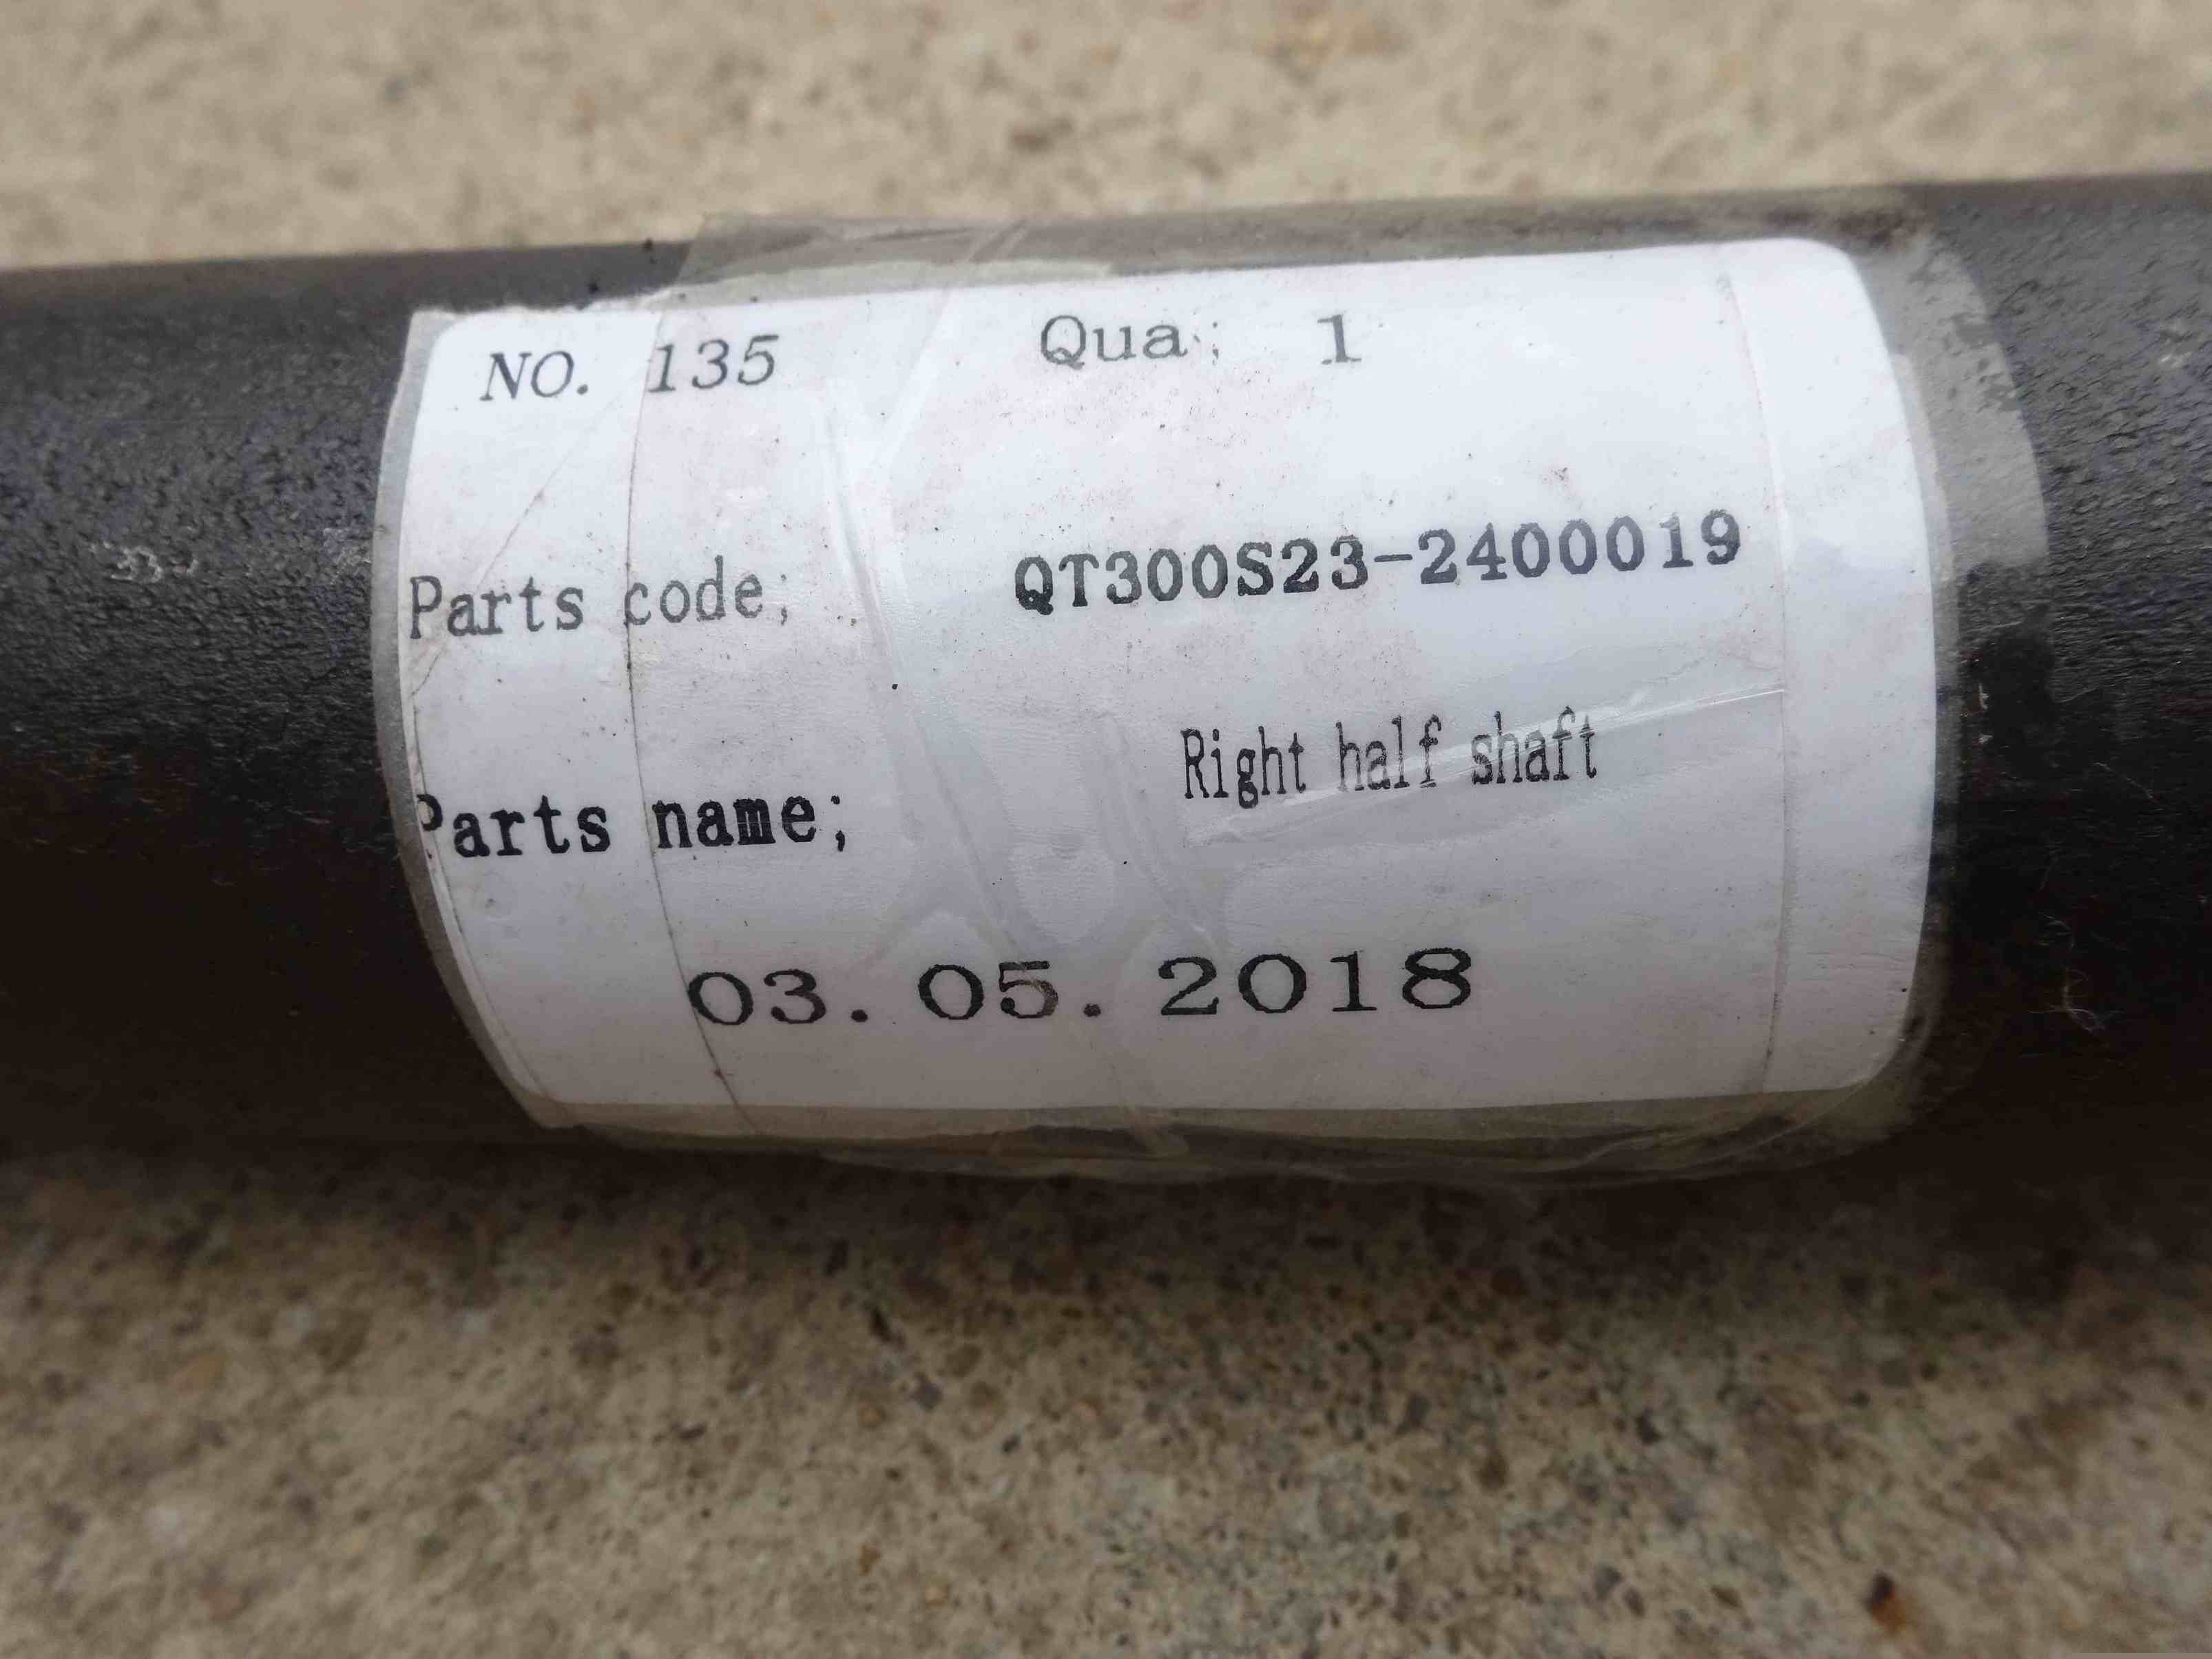 NO. 135 Qua; 1
Parts code; QT300S23-2400019
Parts name; Right half shaft
03.05.2018